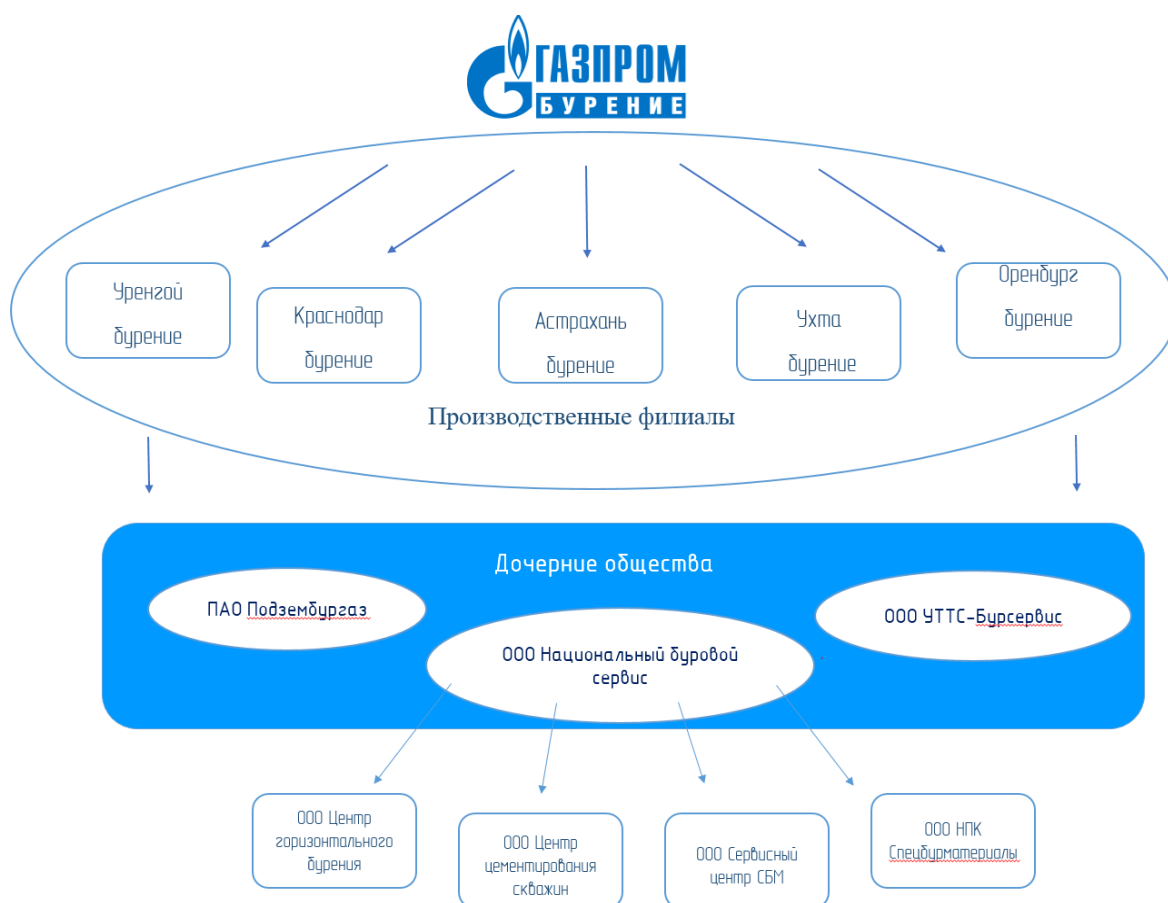 ГАЗПРОМ
БУРЕНИЕ
Уренгой
бурение
Краснодар
бурение
Астрахань
бурение
Ухта
бурение
Оренбург
бурение
Производственные филиалы
Дочерние общества
ПАО Подзембургаз
ООО Национальный буровой
сервис
ООО УТТС-Бурсервис
ООО Центр
горизонтального
бурения
ООО Центр
цементирования
скважин
ООО Сервисный
центр СБМ
ООО НПК
Спецбурматериалы